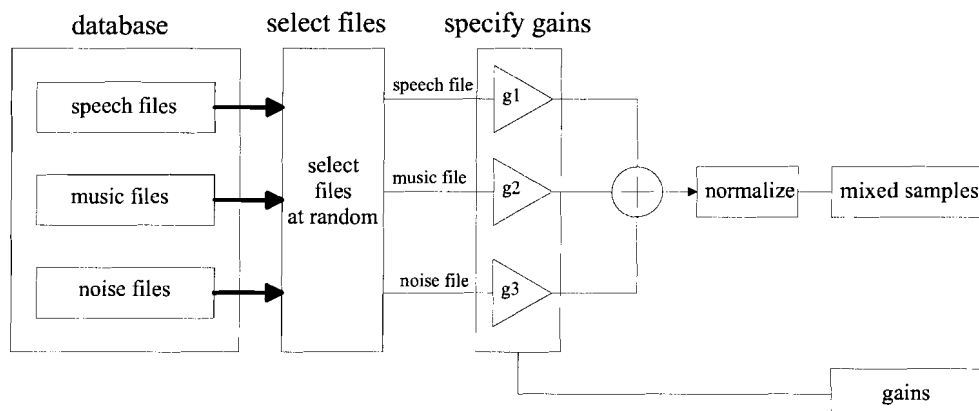 database
select files
specify gains
speech files
music files
noise files
select
files
at random
speech file
music file
noise file
g1
g2
g3
normalize
mixed samples
gains